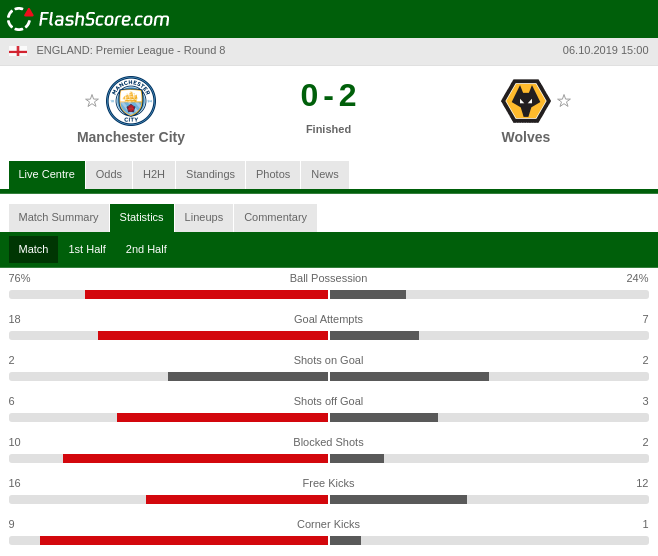 FlashScore.com
ENGLAND: Premier League - Round 8 06.10.2019 15:00
MANCHESTER
CITY
0 - 2
Finished
Manchester City Wolves
Live Centre Odds H2H Standings Photos News
Match Summary Statistics Lineups Commentary
Match 1st Half 2nd Half
76% Ball Possession 24%
18 Goal Attempts 7
2 Shots on Goal 2
6 Shots off Goal 3
10 Blocked Shots 2
16 Free Kicks 12
9 Corner Kicks 1